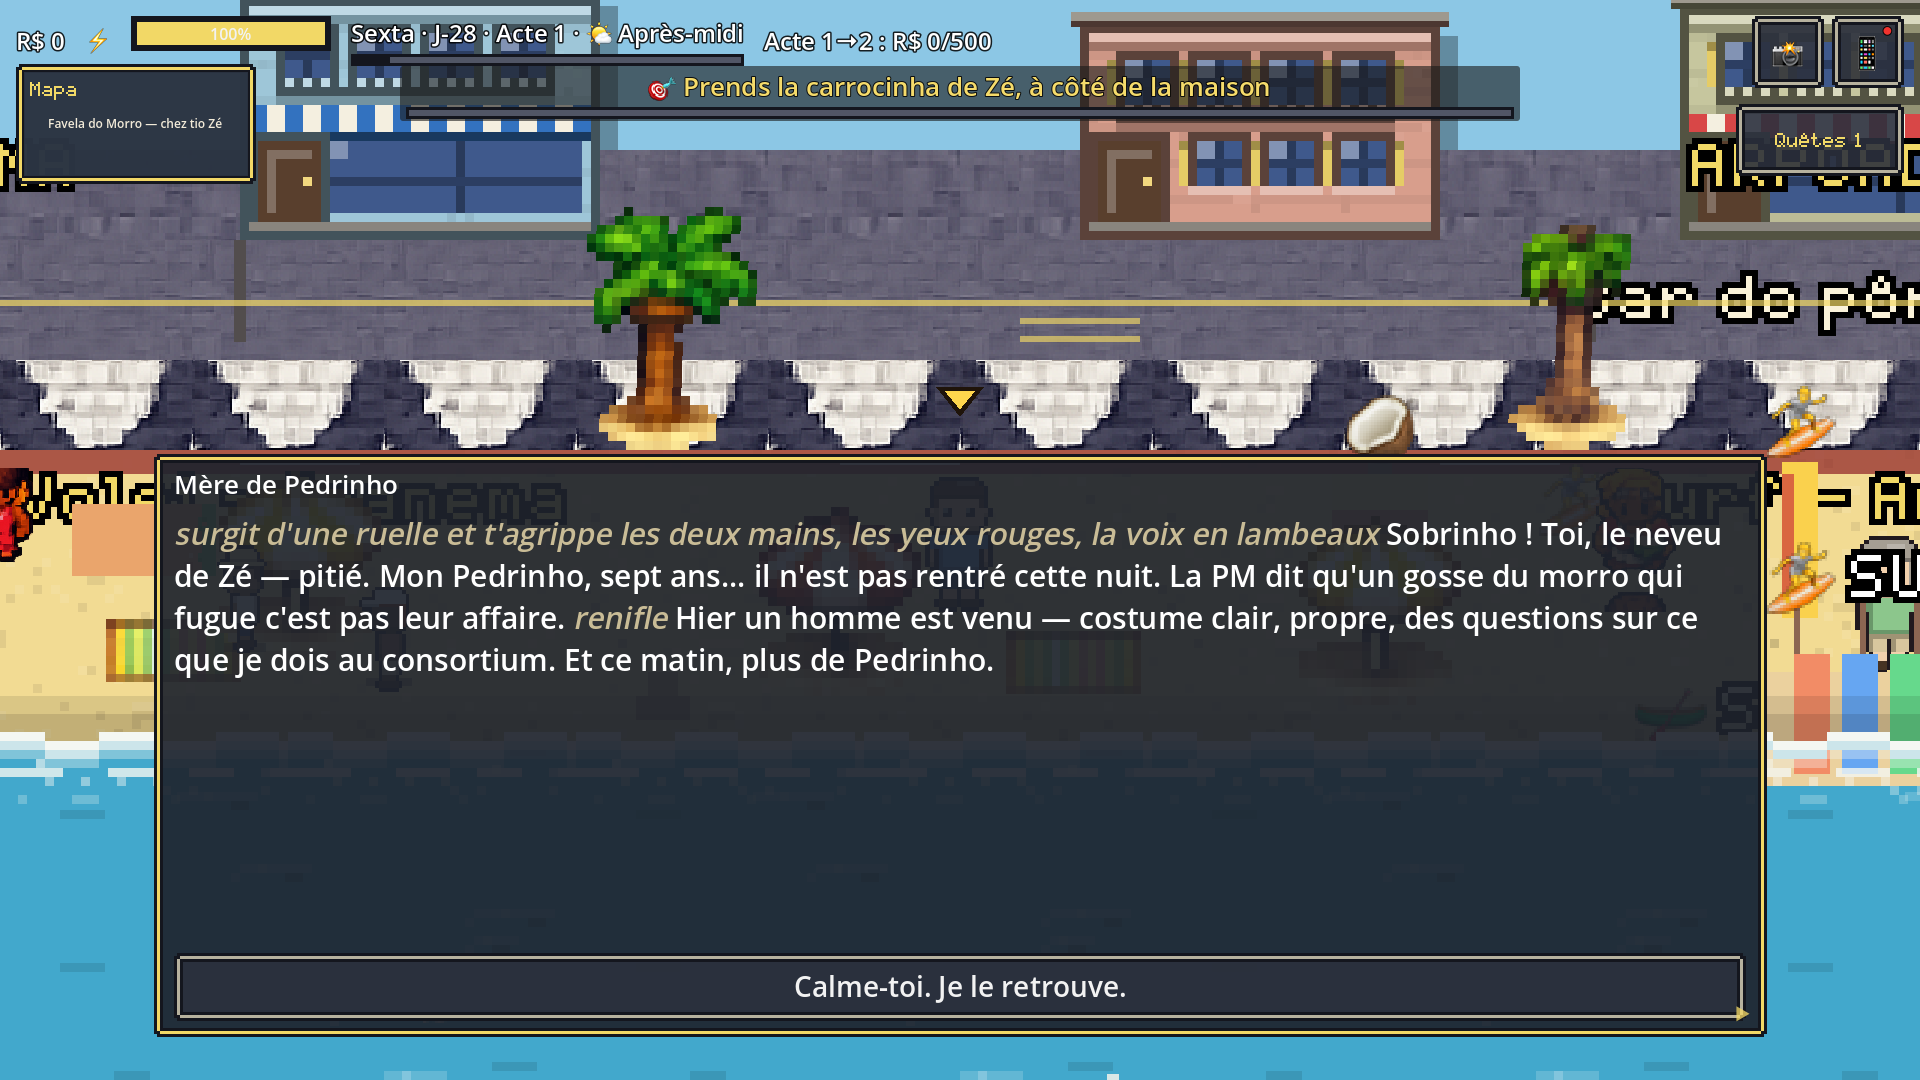 R$ 0
100%
Sexta · J-28 · Acte 1 · Après-midi
Acte 1→2 : R$ 0/500
Mapa
Favela do Morro — chez tio Zé
Prends la carrocinha de Zé, à côté de la maison
Quêtes 1
ar do pôr
Mère de Pedrinho
surgit d'une ruelle et t'agrippe les deux mains, les yeux rouges, la voix en lambeaux Sobrinho ! Toi, le neveu
de Zé — pitié. Mon Pedrinho, sept ans... il n'est pas rentré cette nuit. La PM dit qu'un gosse du morro qui
fugue c'est pas leur affaire. renifle Hier un homme est venu — costume clair, propre, des questions sur ce
que je dois au consortium. Et ce matin, plus de Pedrinho.
SU
Calme-toi. Je le retrouve.